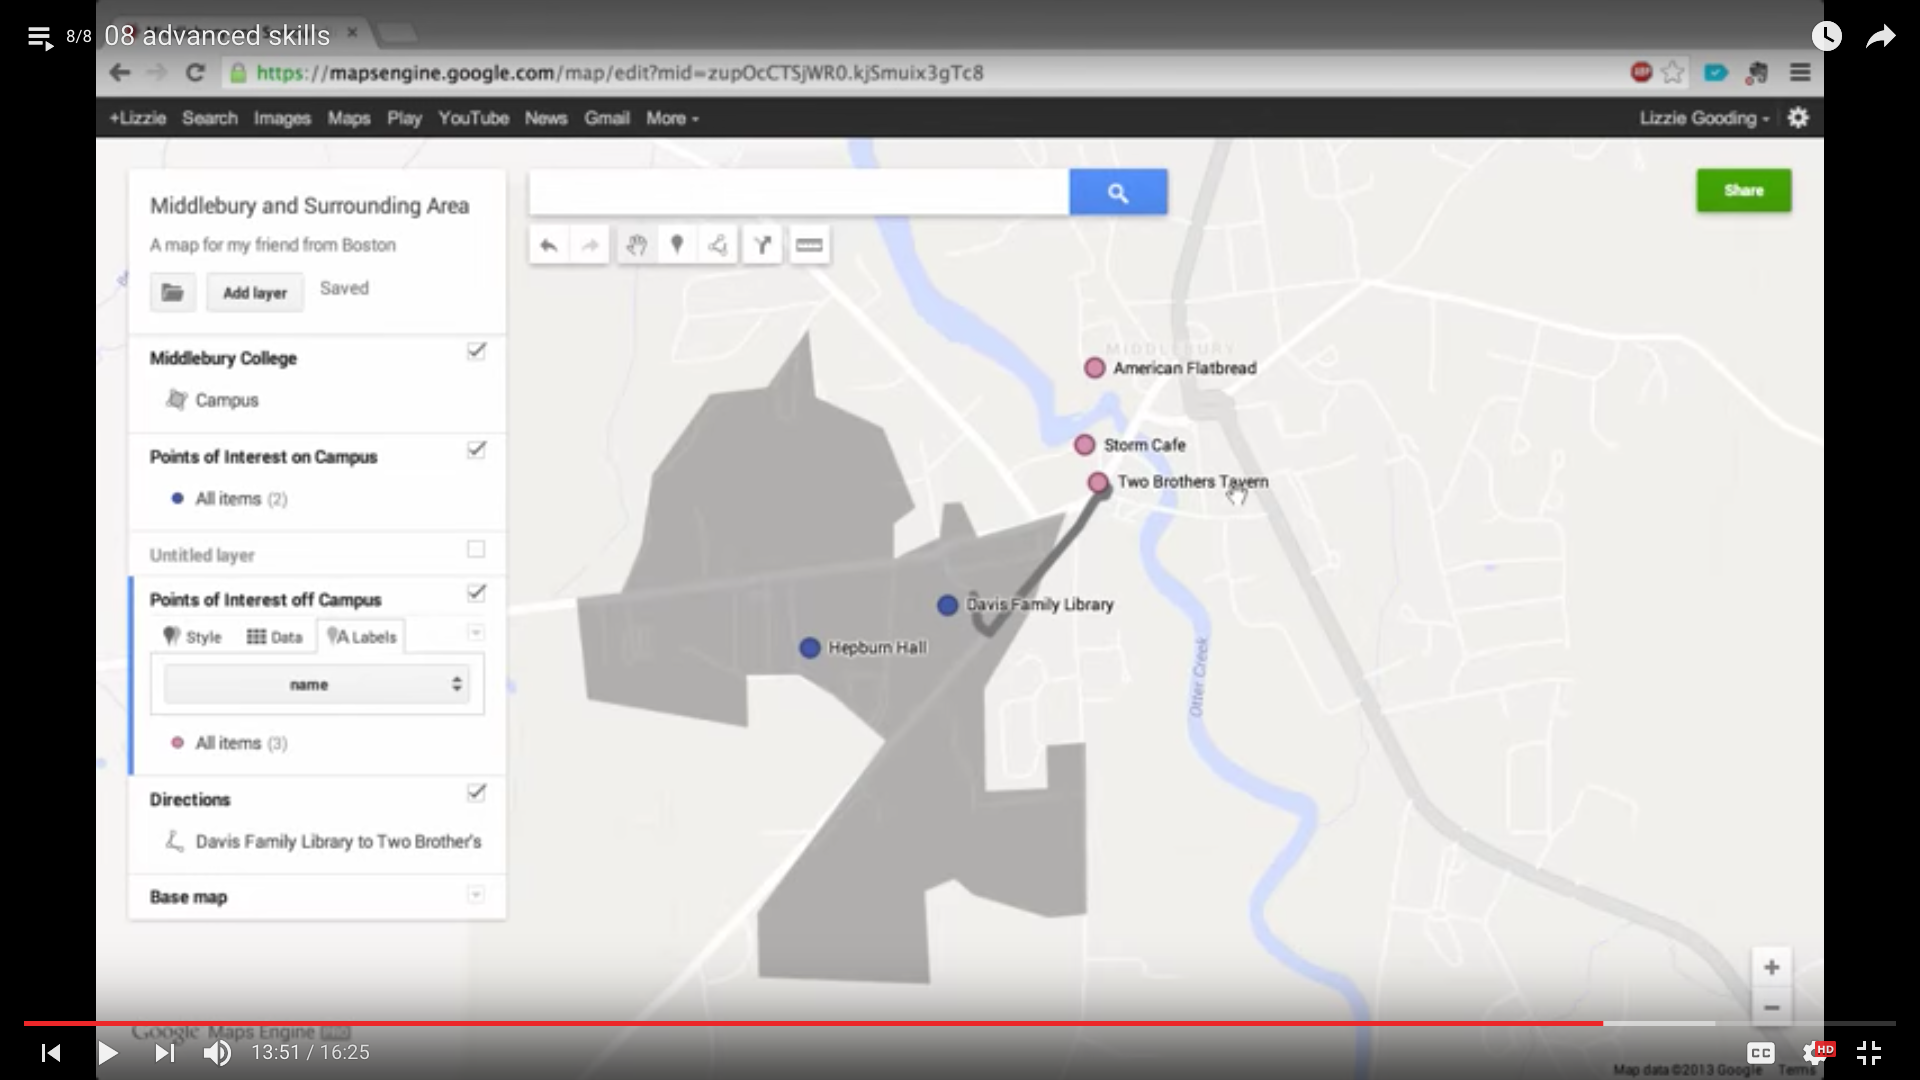 8/8 08 advanced skills
https://mapsengine.google.com/map/edit?mid=zupOcCTSjWR0.kjSmuix3gTc8
+Lizzie Search Images Maps Play YouTube News Gmail More
Lizzie Gooding
Middlebury and Surrounding Area
A map for my friend from Boston
Add layer Saved
Share
Middlebury College
Campus
Points of Interest on Campus
All items (2)
Untitled layer
Points of Interest off Campus
Style Data A Labels
name
All items (3)
Directions
Davis Family Library to Two Brother's
Base map
MIDDLEBURY
American Flatbread
Storm Cafe
Two Brothers Tavern
Davis Family Library
Hepburn Hall
Otter Creek
+
−
Google Maps Engine PRO
13:51 / 16:25
CC HD
Map data ©2013 Google Terms